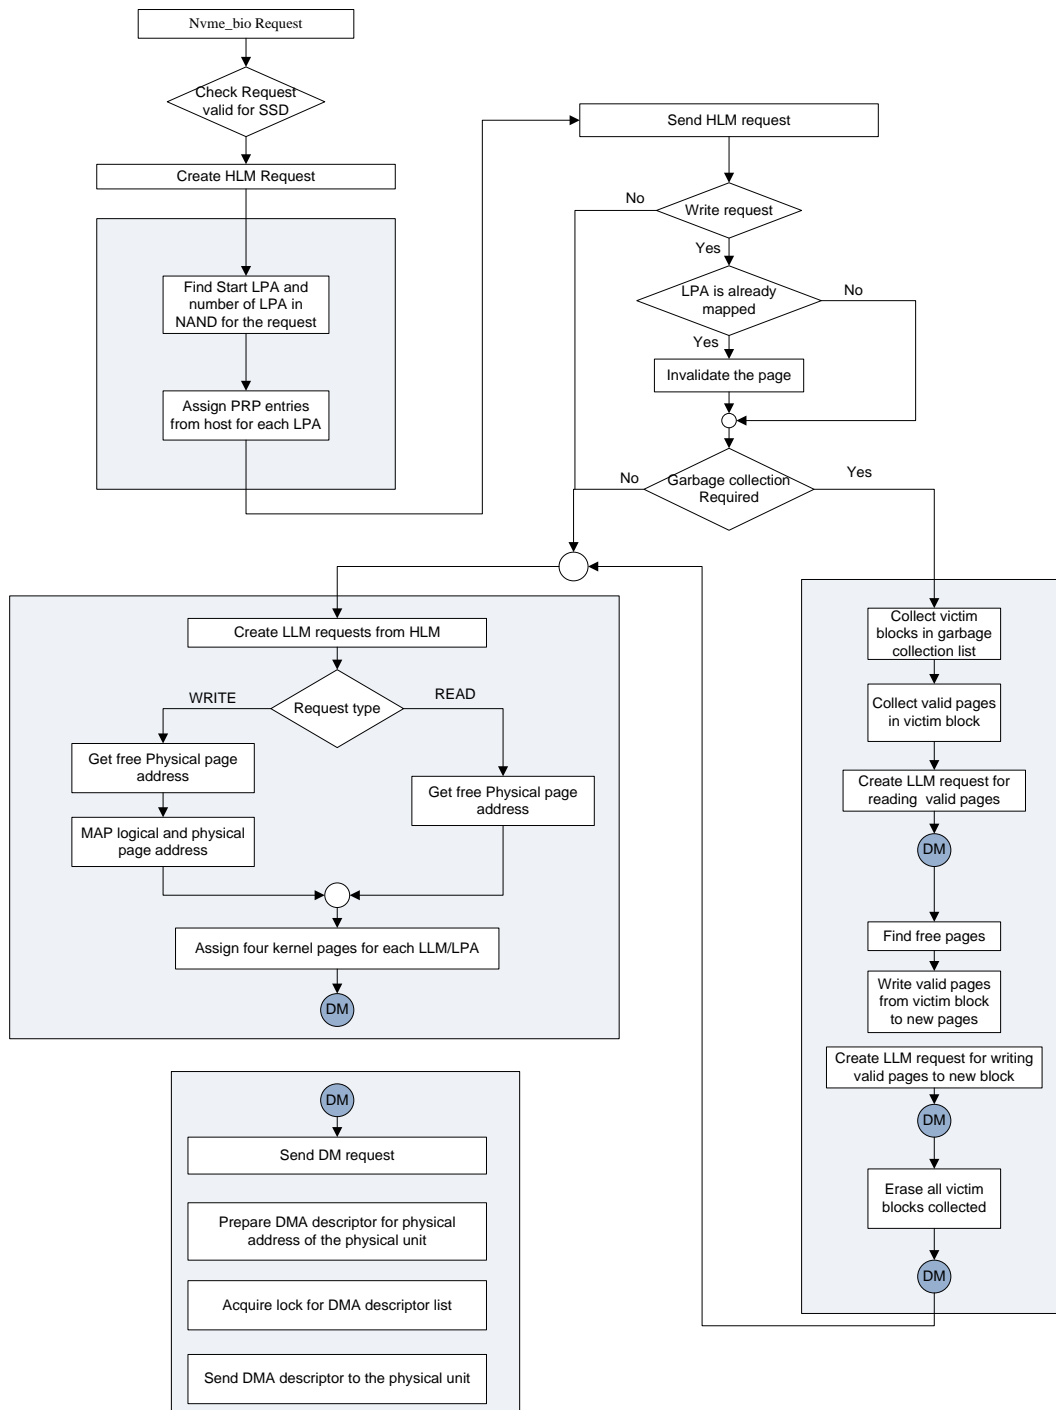 Nvme_bio Request
Check Request
valid for SSD
Create HLM Request
Find Start LPA and
number of LPA in
NAND for the request
Assign PRP entries
from host for each LPA
Send HLM request
No
Write request
Yes
LPA is already
mapped
No
Yes
Invalidate the page
No
Garbage collection
Required
Yes
Create LLM requests from HLM
WRITE
Request type
READ
Get free Physical page
address
Get free Physical page
address
MAP logical and physical
page address
Assign four kernel pages for each LLM/LPA
DM
Collect victim
blocks in garbage
collection list
Collect valid pages
in victim block
Create LLM request for
reading  valid pages
DM
Find free pages
Write valid pages
from victim block
to new pages
Create LLM request for writing
valid pages to new block
DM
Erase all victim
blocks collected
DM
DM
Send DM request
Prepare DMA descriptor for physical
address of the physical unit
Acquire lock for DMA descriptor list
Send DMA descriptor to the physical unit